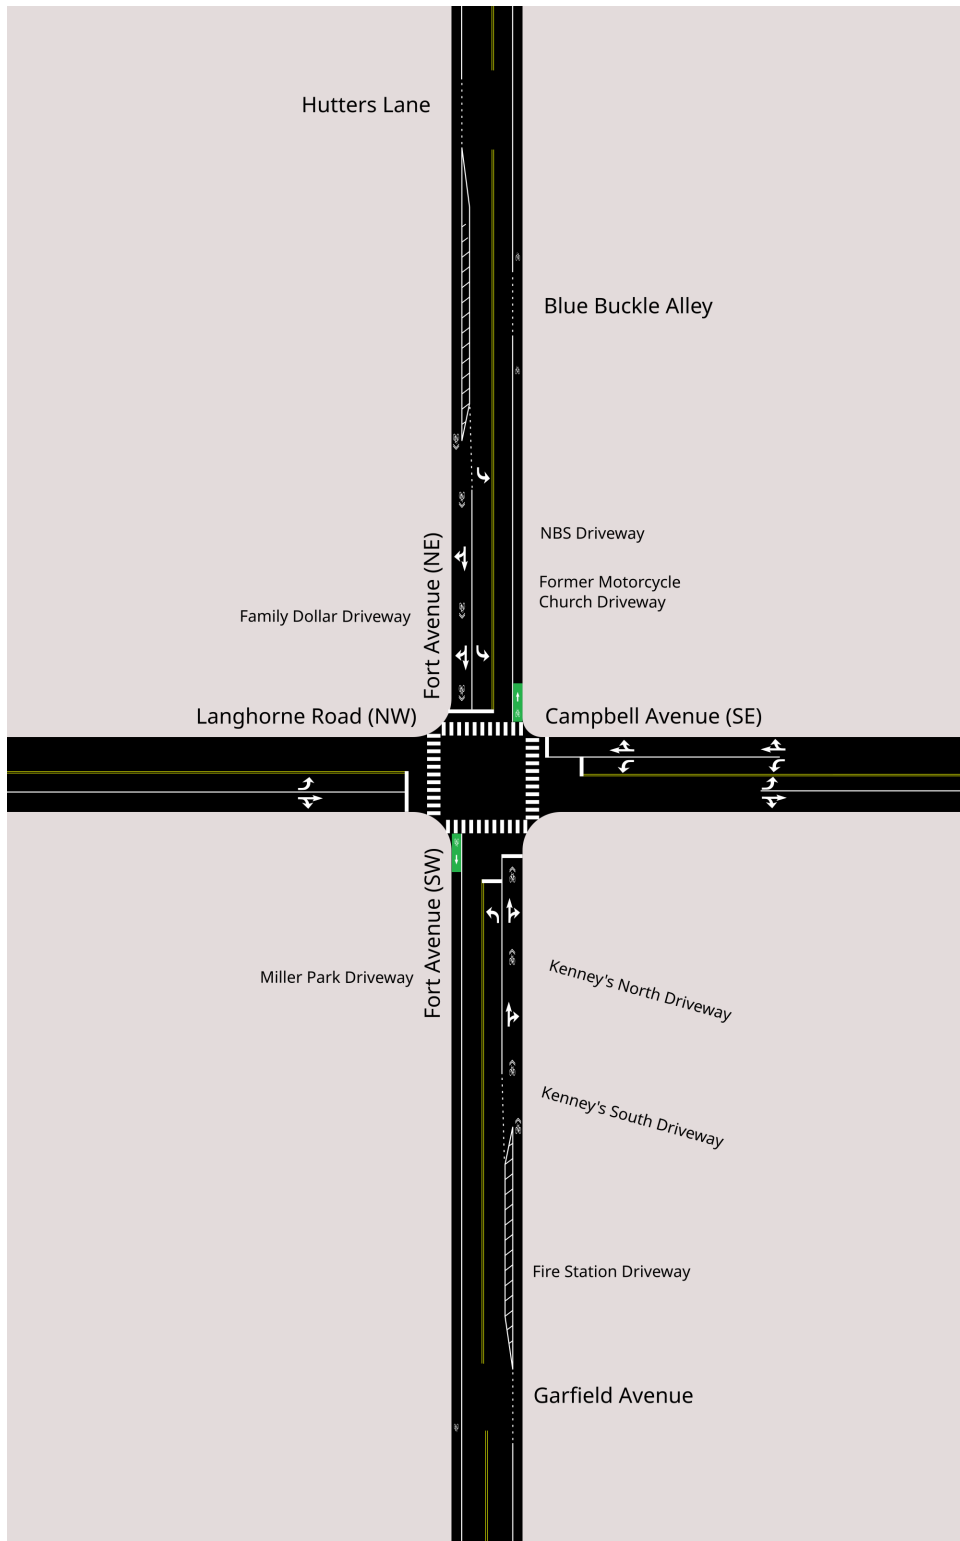 Hutters Lane
Blue Buckle Alley
NBS Driveway
Former Motorcycle
Church Driveway
Fort Avenue (NE)
Family Dollar Driveway
Langhorne Road (NW)
Campbell Avenue (SE)
Fort Avenue (SW)
Miller Park Driveway
Kenney's North Driveway
Kenney's South Driveway
Fire Station Driveway
Garfield Avenue